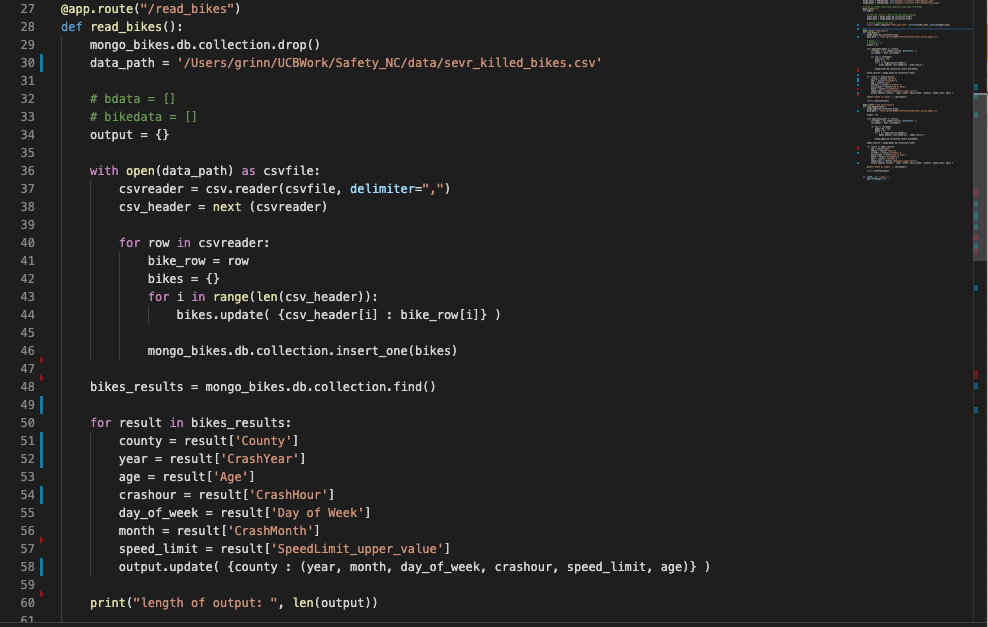 27 @app.route("/read_bikes")
28 def read_bikes():
29     mongo_bikes.db.collection.drop()
30     data_path = '/Users/grinn/UCBWork/Safety_NC/data/sevr_killed_bikes.csv'
31
32     # bdata = []
33     # bikedata = []
34     output = {}
35
36     with open(data_path) as csvfile:
37         csvreader = csv.reader(csvfile, delimiter=",")
38         csv_header = next (csvreader)
39
40         for row in csvreader:
41             bike_row = row
42             bikes = {}
43             for i in range(len(csv_header)):
44                 bikes.update( {csv_header[i] : bike_row[i]} )
45
46             mongo_bikes.db.collection.insert_one(bikes)
47
48     bikes_results = mongo_bikes.db.collection.find()
49
50     for result in bikes_results:
51         county = result['County']
52         year = result['CrashYear']
53         age = result['Age']
54         crashour = result['CrashHour']
55         day_of_week = result['Day of Week']
56         month = result['CrashMonth']
57         speed_limit = result['SpeedLimit_upper_value']
58         output.update( {county : (year, month, day_of_week, crashour, speed_limit, age)} )
59
60     print("length of output: ", len(output))
61